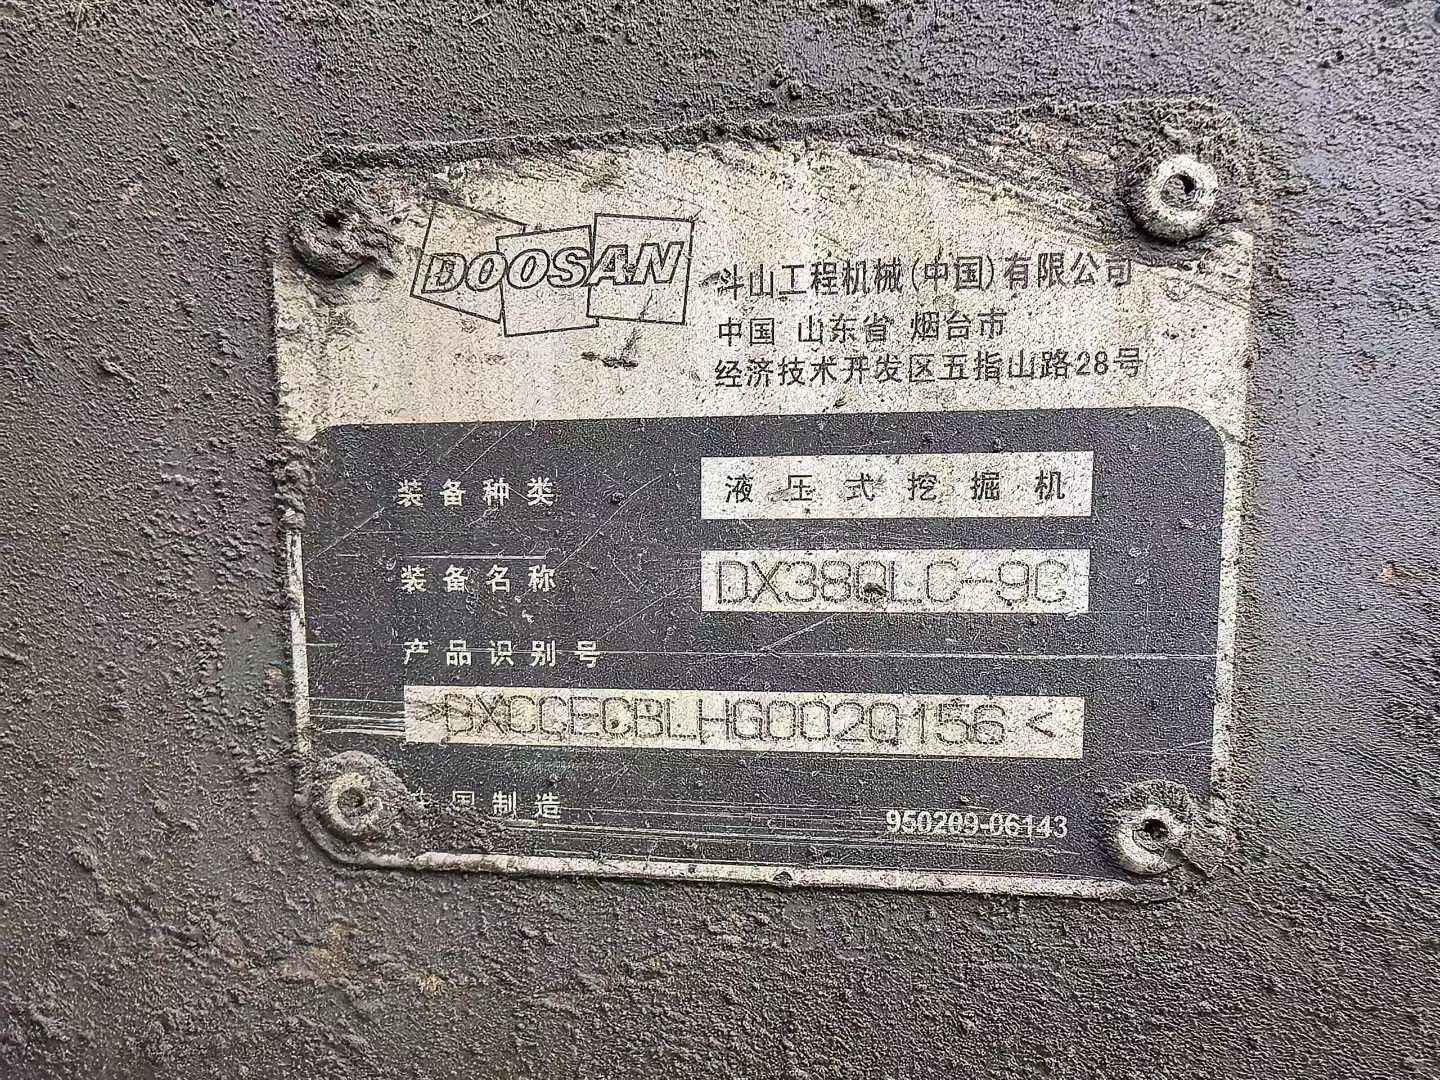 DOOSAN
斗山工程机械(中国)有限公司
中国 山东省 烟台市
经济技术开发区五指山路28号
装备种类 液压式挖掘机
装备名称 DX380LC-9C
产品识别号
>DXCCECBLHG0020156<
中国制造 950209-06143